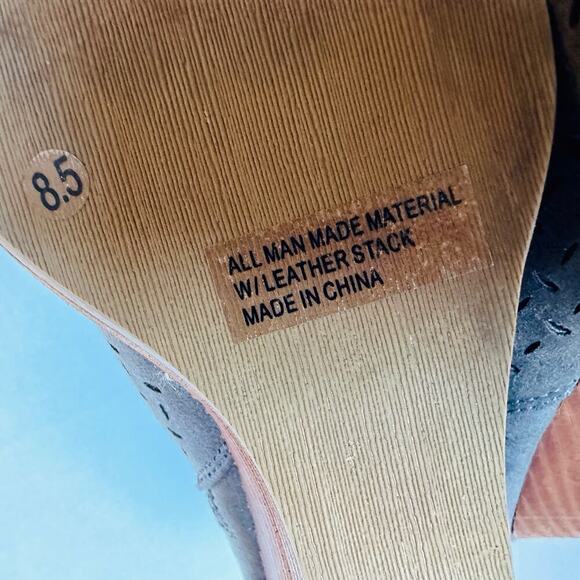 8.5
ALL MAN MADE MATERIAL
W/ LEATHER STACK
MADE IN CHINA